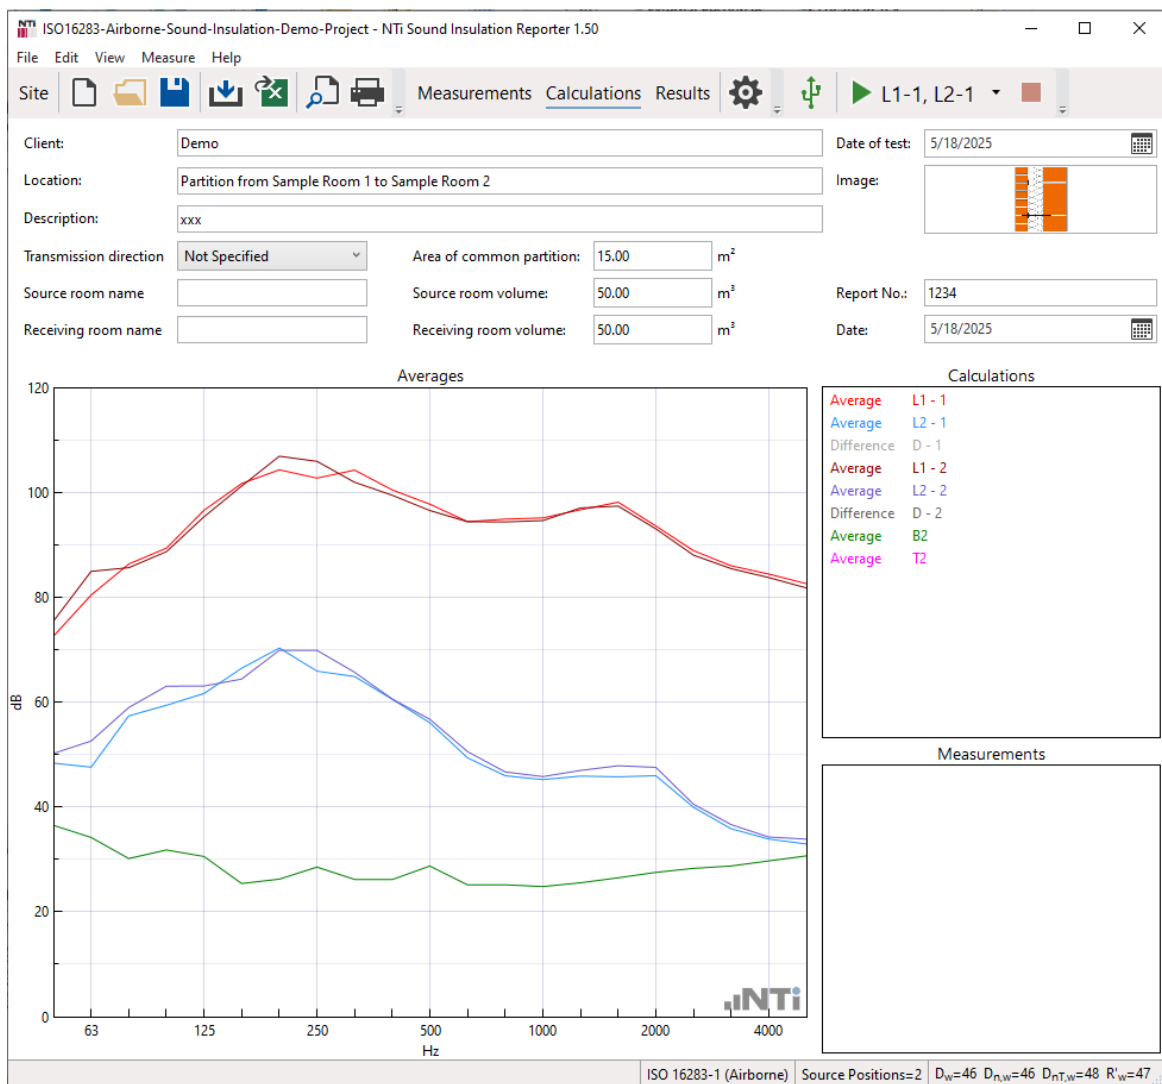 NTi ISO16283-Airborne-Sound-Insulation-Demo-Project - NTi Sound Insulation Reporter 1.50
File Edit View Measure Help
Site Measurements Calculations Results L1-1, L2-1
Client: Demo Date of test: 5/18/2025
Location: Partition from Sample Room 1 to Sample Room 2 Image:
Description: xxx
Transmission direction Not Specified Area of common partition: 15.00 m²
Source room name Source room volume: 50.00 m³ Report No.: 1234
Receiving room name Receiving room volume: 50.00 m³ Date: 5/18/2025
Averages
120
100
80
60
40
20
0
dB
63 125 250 500 1000 2000 4000
Hz
NTi
Calculations
Average L1 - 1
Average L2 - 1
Difference D - 1
Average L1 - 2
Average L2 - 2
Difference D - 2
Average B2
Average T2
Measurements
ISO 16283-1 (Airborne) Source Positions=2 Dw=46 Dn,w=46 DnT,w=48 R'w=47